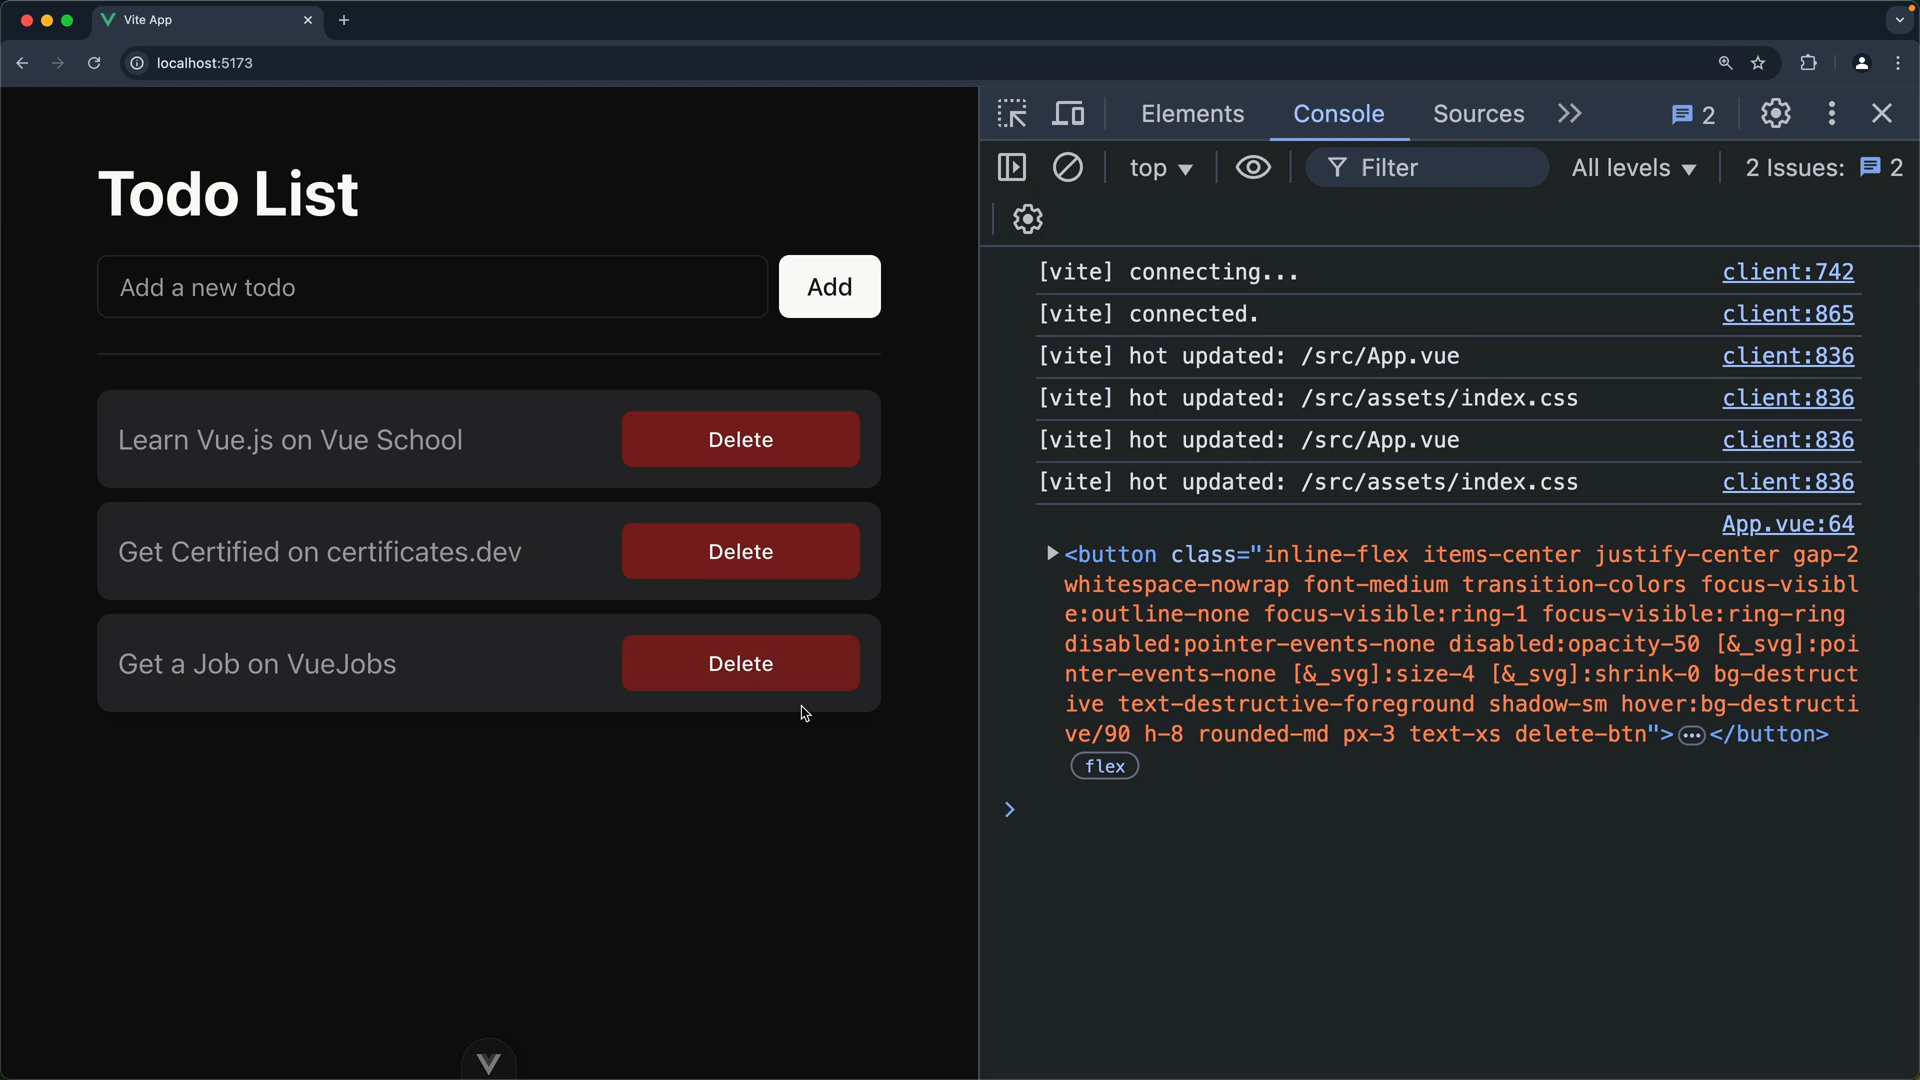 Vite App
localhost:5173
Todo List
Add a new todo
Add
Learn Vue.js on Vue School
Delete
Get Certified on certificates.dev
Delete
Get a Job on VueJobs
Delete
Elements
Console
Sources
2
top
Filter
All levels
2 Issues:
2
[vite] connecting... client:742
[vite] connected. client:865
[vite] hot updated: /src/App.vue client:836
[vite] hot updated: /src/assets/index.css client:836
[vite] hot updated: /src/App.vue client:836
[vite] hot updated: /src/assets/index.css client:836
App.vue:64
<button class="inline-flex items-center justify-center gap-2
whitespace-nowrap font-medium transition-colors focus-visibl
e:outline-none focus-visible:ring-1 focus-visible:ring-ring
disabled:pointer-events-none disabled:opacity-50 [&_svg]:poi
nter-events-none [&_svg]:size-4 [&_svg]:shrink-0 bg-destruct
ive text-destructive-foreground shadow-sm hover:bg-destructi
ve/90 h-8 rounded-md px-3 text-xs delete-btn">…</button>
flex